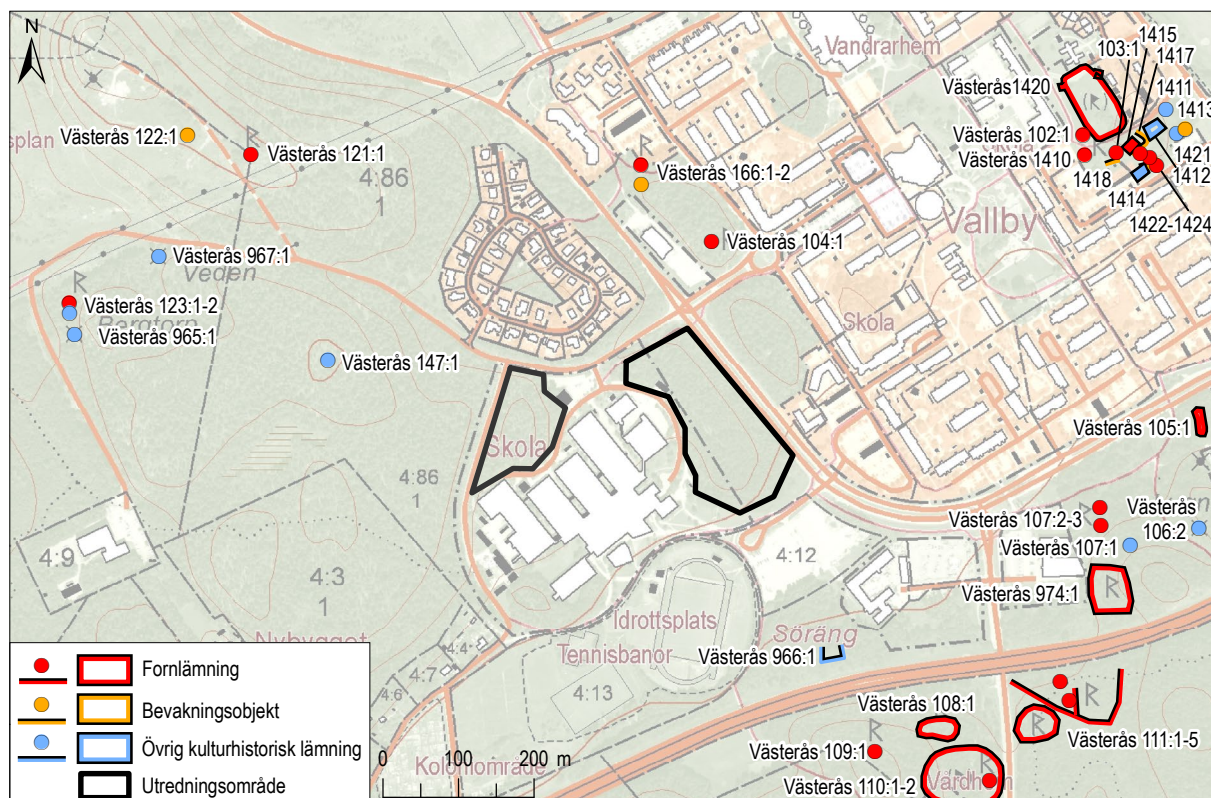 N
Vandrarhem
1415
103:1
1417
1411
Västerås1420
(R)
1413
Västerås 122:1
R
Västerås 121:1
Västerås 102:1
Västerås 1410
1421
1412
1418
1414
1422-1424
splan
4:86
1
R
Västerås 166:1-2
Skola
Vallby
Västerås 104:1
Västerås 967:1
Veden
R
Västerås 123:1-2
Västerås 965:1
Skola
Västerås 147:1
Skola
Västerås 105:1
4:86
1
Västerås 107:2-3
Västerås
106:2
Västerås 107:1
4:9
4:3
1
4:12
Västerås 974:1
R
Idrottsplats
Nybygget
Söräng
Tennisbanor
Västerås 966:1
4:4
4:7
4:6
4:13
Fornlämning
Bevakningsobjekt
Övrig kulturhistorisk lämning
Utredningsområde
R
Västerås 108:1
R
R
Västerås 111:1-5
Västerås 109:1
Koloniområde
Västerås 110:1-2
R
Vårdhem
0 100 200 m